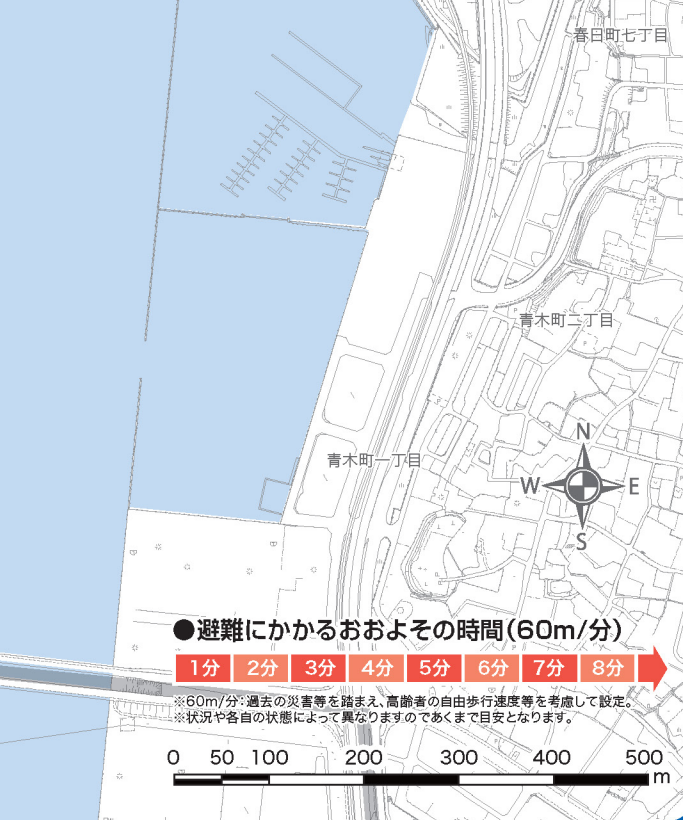 春日町七丁目
青木町二丁目
青木町一丁目
N
W E
S
●避難にかかるおおよその時間(60m/分)
1分 2分 3分 4分 5分 6分 7分 8分
※60m/分:過去の災害等を踏まえ、高齢者の自由歩行速度等を考慮して設定。
※状況や各自の状態によって異なりますのであくまで目安となります。
0 50 100 200 300 400 500
m